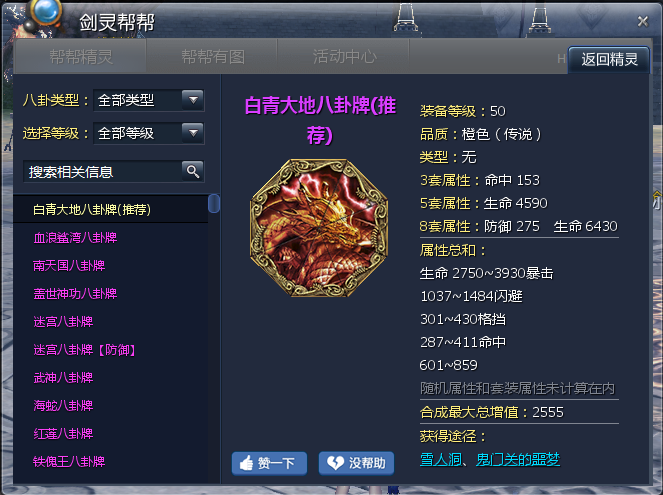 剑灵帮帮
帮帮精灵
帮帮有图
活动中心
H
返回精灵
八卦类型：全部类型
选择等级：全部等级
搜索相关信息
白青大地八卦牌(推荐)
血浪鲨湾八卦牌
南天国八卦牌
盖世神功八卦牌
迷宫八卦牌
迷宫八卦牌【防御】
武神八卦牌
海蛇八卦牌
红莲八卦牌
铁傀王八卦牌
白青大地八卦牌(推
荐)
赞一下
没帮助
装备等级：50
品质：橙色（传说）
类型：无
3套属性：命中 153
5套属性：生命 4590
8套属性：防御 275 生命 6430
属性总和：
生命 2750~3930暴击
1037~1484闪避
301~430格挡
287~411命中
601~859
随机属性和套装属性未计算在内
合成最大总增值：2555
获得途径：
雪人洞、鬼门关的噩梦